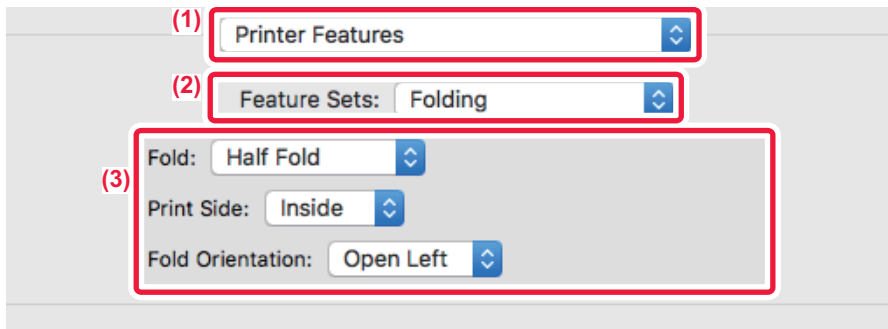 (1)
Printer Features
(2)
Feature Sets: Folding
(3)
Fold: Half Fold
Print Side: Inside
Fold Orientation: Open Left